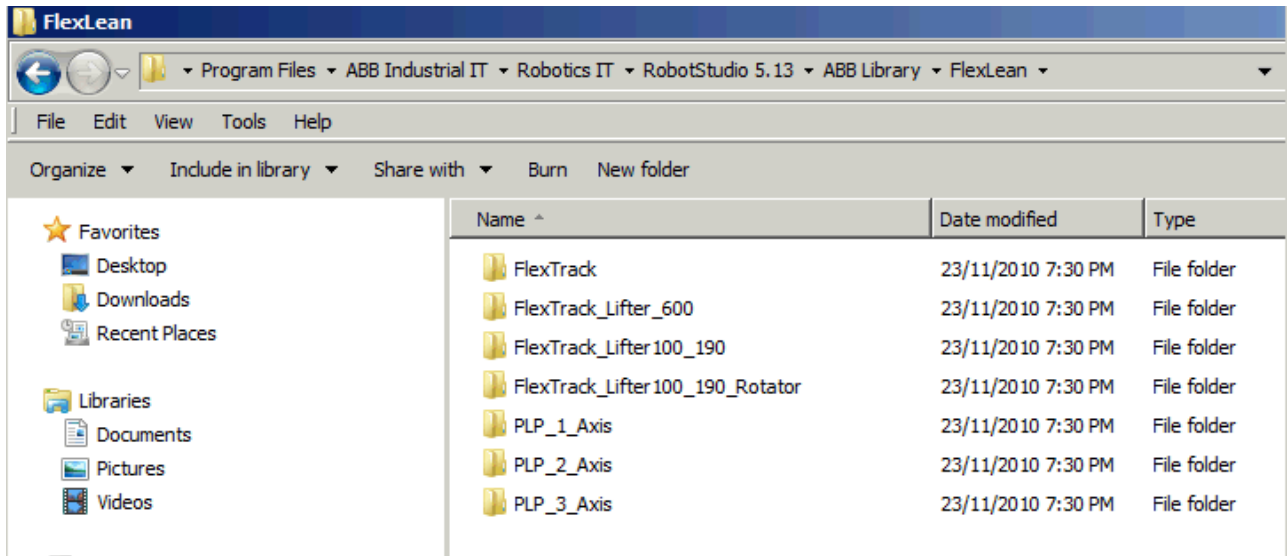 FlexLean
Program Files ABB Industrial IT Robotics IT RobotStudio 5.13 ABB Library FlexLean
File Edit View Tools Help
Organize Include in library Share with Burn New folder
Favorites
Desktop
Downloads
Recent Places
Libraries
Documents
Pictures
Videos
Name Date modified Type
FlexTrack 23/11/2010 7:30 PM File folder
FlexTrack_Lifter_600 23/11/2010 7:30 PM File folder
FlexTrack_Lifter100_190 23/11/2010 7:30 PM File folder
FlexTrack_Lifter100_190_Rotator 23/11/2010 7:30 PM File folder
PLP_1_Axis 23/11/2010 7:30 PM File folder
PLP_2_Axis 23/11/2010 7:30 PM File folder
PLP_3_Axis 23/11/2010 7:30 PM File folder